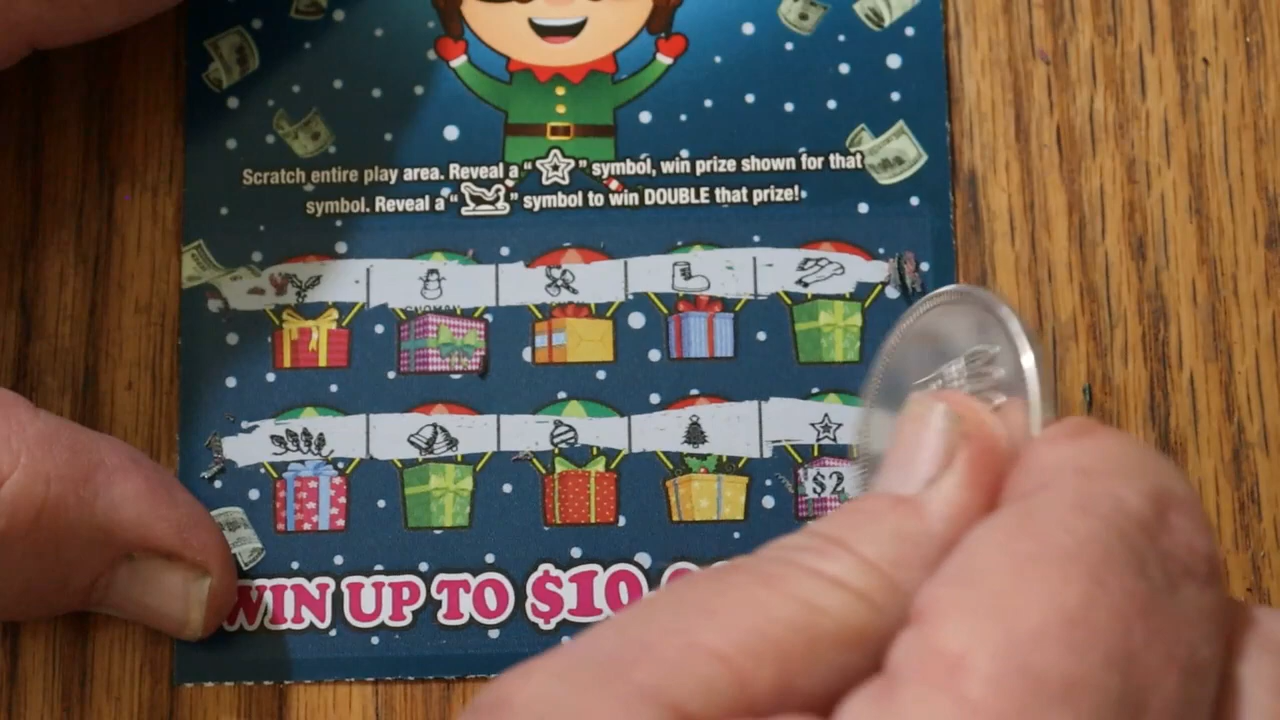 Scratch entire play area. Reveal a " " symbol, win prize shown for that
symbol. Reveal a " " symbol to win DOUBLE that prize!
$2
WIN UP TO $10